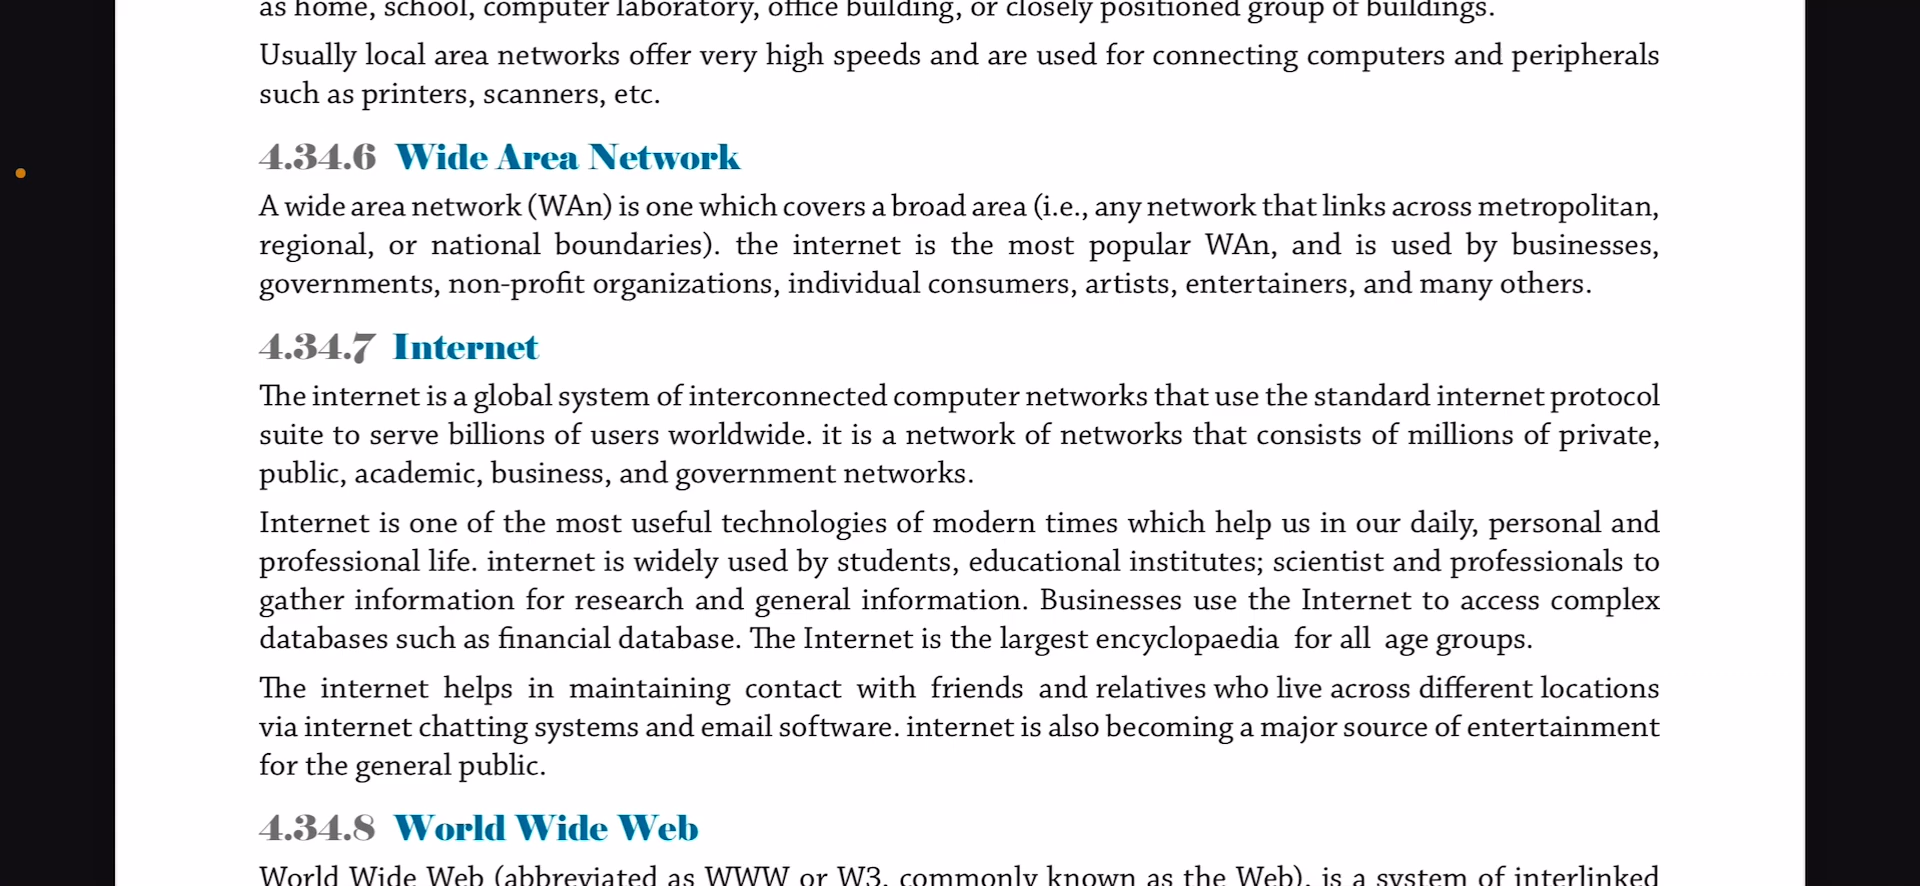 as home, school, computer laboratory, office building, or closely positioned group of buildings.
Usually local area networks offer very high speeds and are used for connecting computers and peripherals
such as printers, scanners, etc.
4.34.6 Wide Area Network
A wide area network (WAn) is one which covers a broad area (i.e., any network that links across metropolitan,
regional, or national boundaries). the internet is the most popular WAn, and is used by businesses,
governments, non-profit organizations, individual consumers, artists, entertainers, and many others.
4.34.7 Internet
The internet is a global system of interconnected computer networks that use the standard internet protocol
suite to serve billions of users worldwide. it is a network of networks that consists of millions of private,
public, academic, business, and government networks.
Internet is one of the most useful technologies of modern times which help us in our daily, personal and
professional life. internet is widely used by students, educational institutes; scientist and professionals to
gather information for research and general information. Businesses use the Internet to access complex
databases such as financial database. The Internet is the largest encyclopaedia for all age groups.
The internet helps in maintaining contact with friends and relatives who live across different locations
via internet chatting systems and email software. internet is also becoming a major source of entertainment
for the general public.
4.34.8 World Wide Web
World Wide Web (abbreviated as WWW or W3, commonly known as the Web), is a system of interlinked